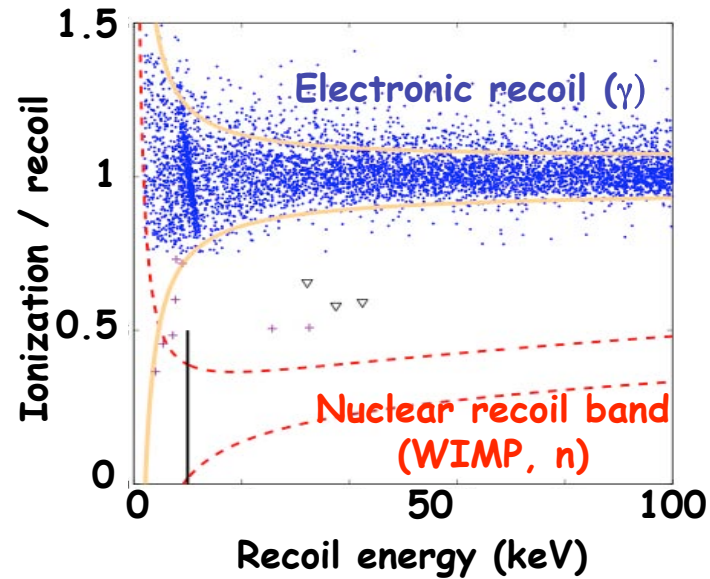 1.5
Electronic recoil (γ)
1
Ionization / recoil
0.5
Nuclear recoil band
(WIMP, n)
0
0
50
100
Recoil energy (keV)